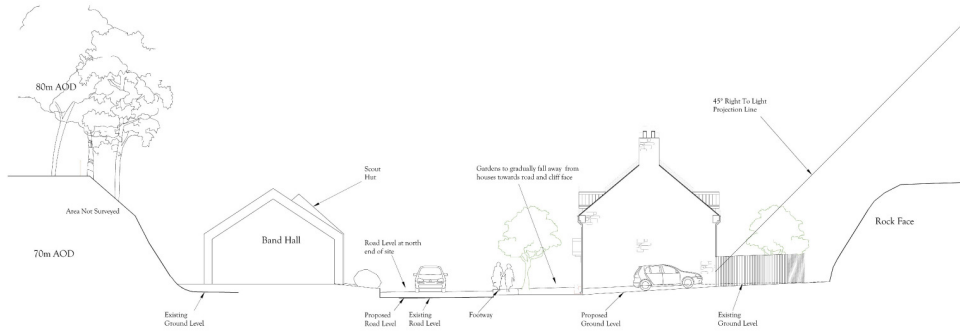 80m AOD
45° Right To Light
Projection Line
Scout
Hut
Gardens to gradually fall away from
houses towards road and cliff face
Area Not Surveyed
Rock Face
Band Hall
Road Level at north
end of site
70m AOD
Existing
Ground Level
Proposed
Road Level
Existing
Road Level
Footway
Proposed
Ground Level
Existing
Ground Level